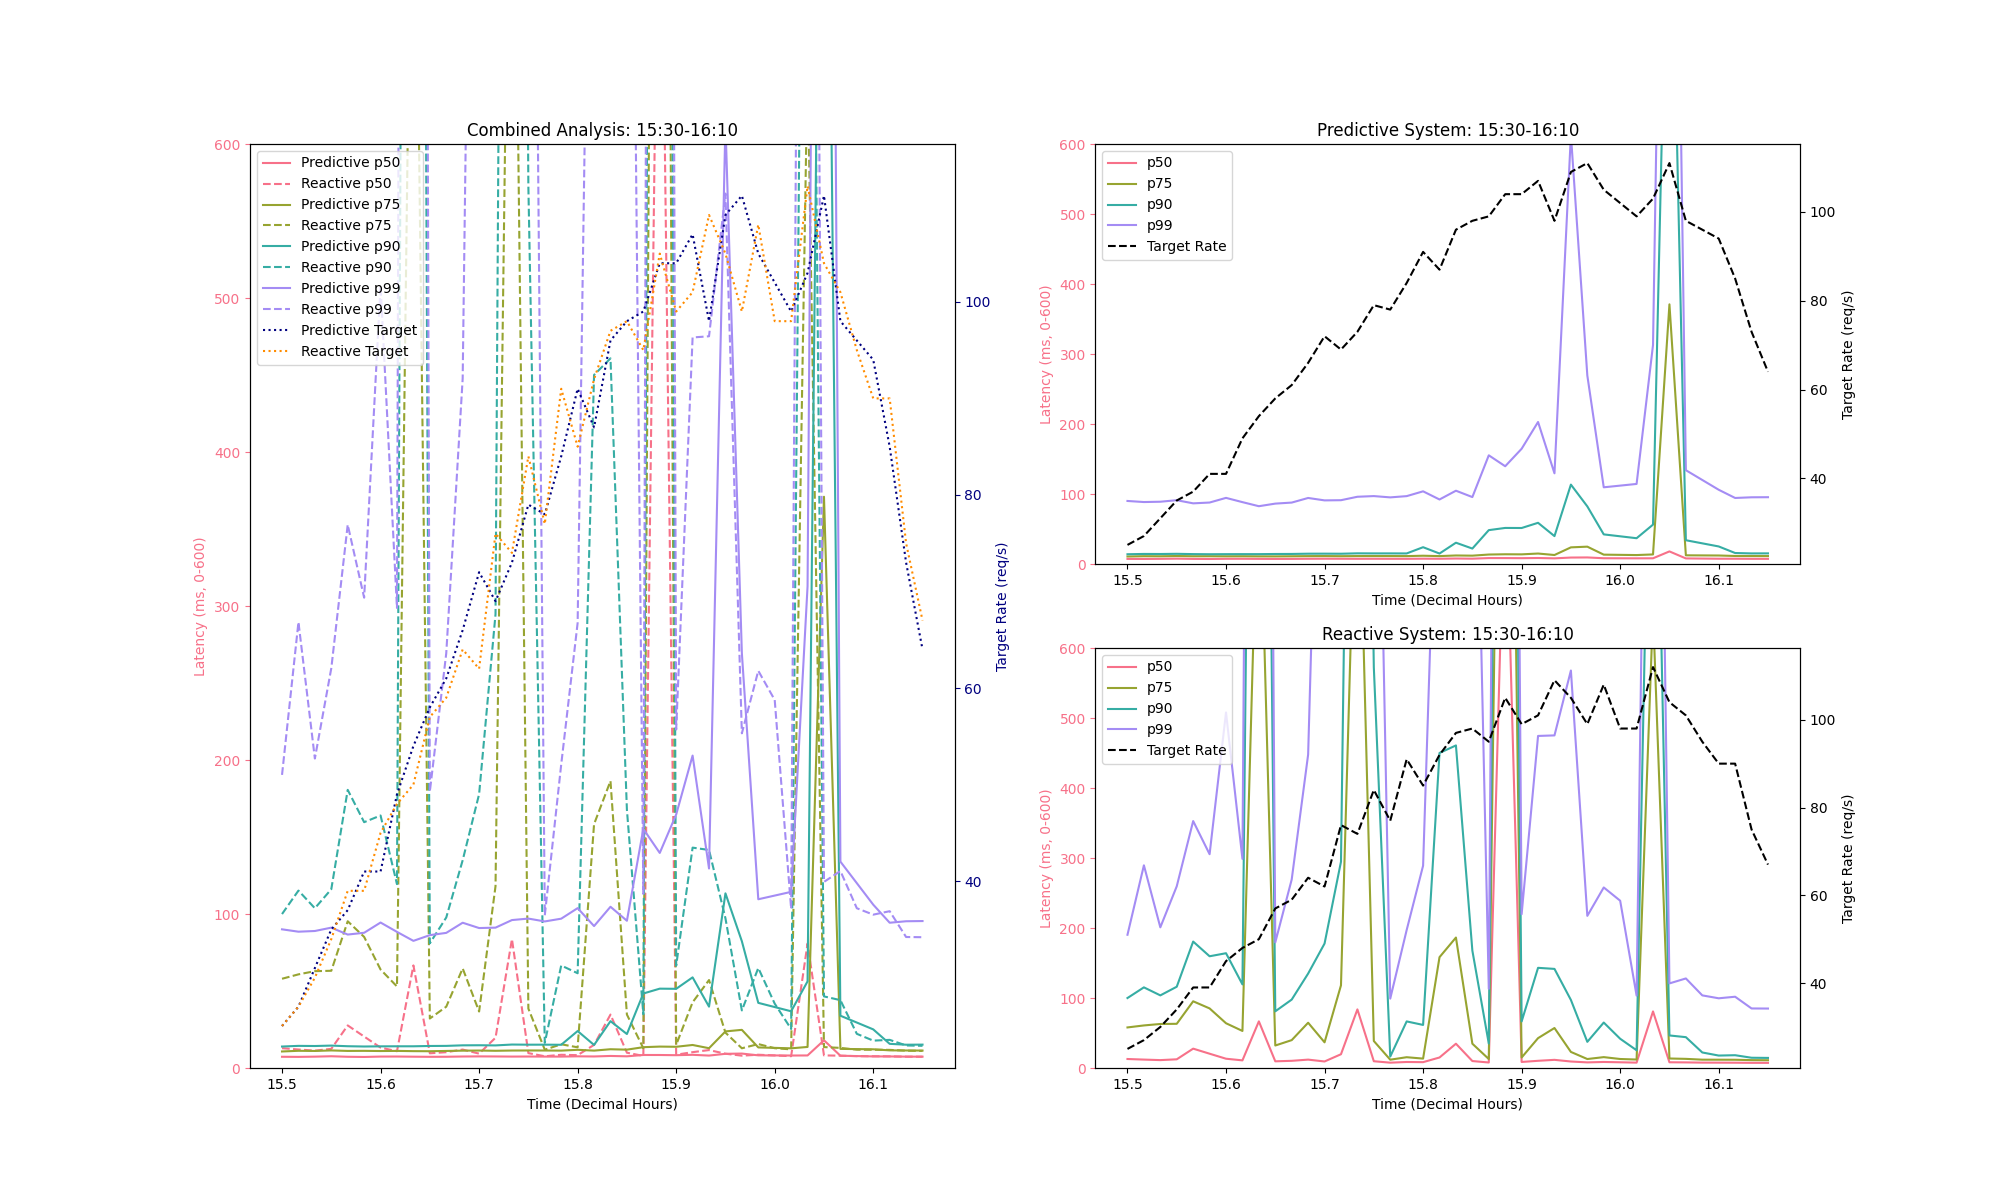 Combined Analysis: 15:30-16:10
600
500
400
300
200
100
0
Latency (ms, 0-600)
Predictive p50
Reactive p50
Predictive p75
Reactive p75
Predictive p90
Reactive p90
Predictive p99
Reactive p99
Predictive Target
Reactive Target
100
80
60
40
Target Rate (req/s)
15.5 15.6 15.7 15.8 15.9 16.0 16.1
Time (Decimal Hours)
Predictive System: 15:30-16:10
600
500
400
300
200
100
0
Latency (ms, 0-600)
p50
p75
p90
p99
Target Rate
100
80
60
40
Target Rate (req/s)
15.5 15.6 15.7 15.8 15.9 16.0 16.1
Time (Decimal Hours)
Reactive System: 15:30-16:10
600
500
400
300
200
100
0
Latency (ms, 0-600)
p50
p75
p90
p99
Target Rate
100
80
60
40
Target Rate (req/s)
15.5 15.6 15.7 15.8 15.9 16.0 16.1
Time (Decimal Hours)